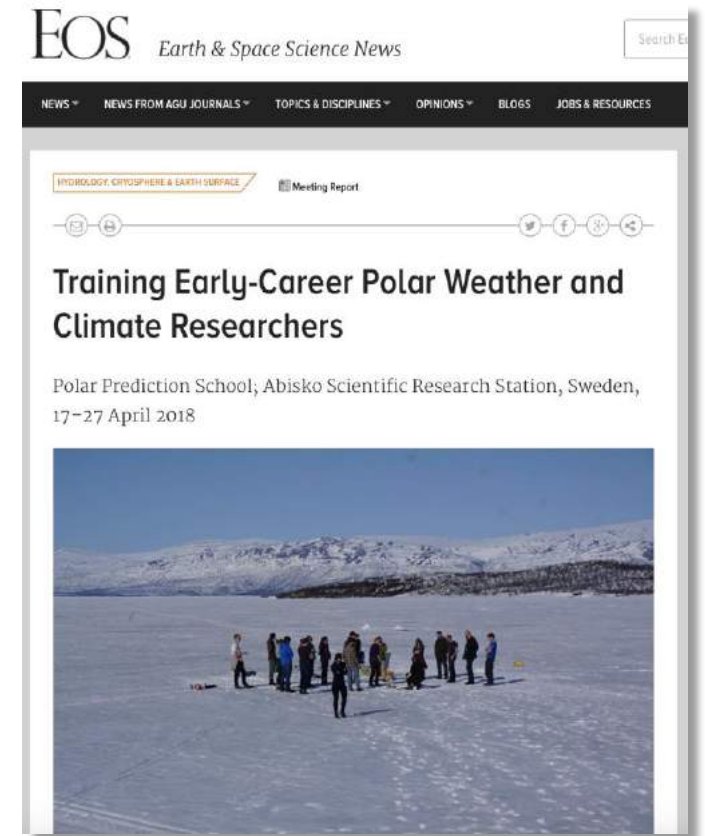 EOS Earth & Space Science News
Search Ea
NEWS NEWS FROM AGU JOURNALS TOPICS & DISCIPLINES OPINIONS BLOGS JOBS & RESOURCES
HYDROLOGY, CRYOSPHERE & EARTH SURFACE Meeting Report
Training Early-Career Polar Weather and
Climate Researchers
Polar Prediction School; Abisko Scientific Research Station, Sweden,
17–27 April 2018